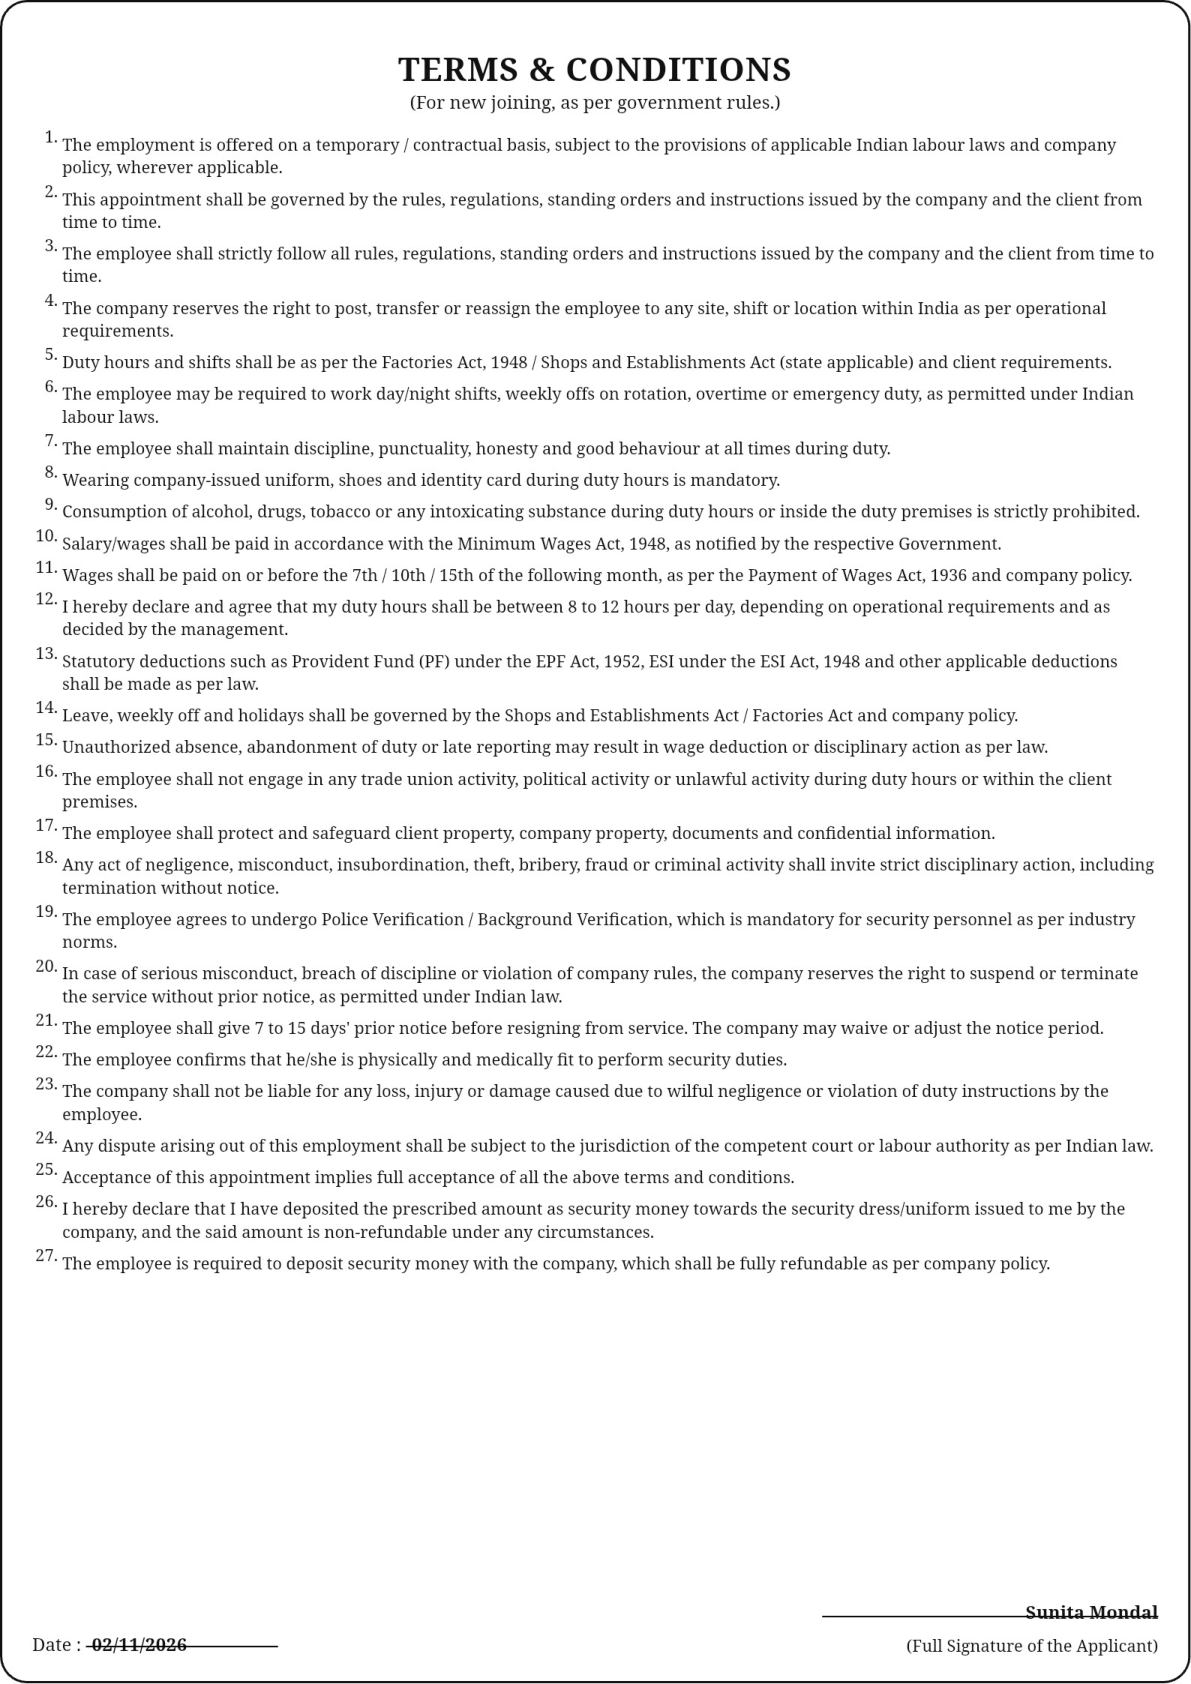 TERMS & CONDITIONS
(For new joining, as per government rules.)
1. The employment is offered on a temporary / contractual basis, subject to the provisions of applicable Indian labour laws and company
policy, wherever applicable.
2. This appointment shall be governed by the rules, regulations, standing orders and instructions issued by the company and the client from
time to time.
3. The employee shall strictly follow all rules, regulations, standing orders and instructions issued by the company and the client from time to
time.
4. The company reserves the right to post, transfer or reassign the employee to any site, shift or location within India as per operational
requirements.
5. Duty hours and shifts shall be as per the Factories Act, 1948 / Shops and Establishments Act (state applicable) and client requirements.
6. The employee may be required to work day/night shifts, weekly offs on rotation, overtime or emergency duty, as permitted under Indian
labour laws.
7. The employee shall maintain discipline, punctuality, honesty and good behaviour at all times during duty.
8. Wearing company-issued uniform, shoes and identity card during duty hours is mandatory.
9. Consumption of alcohol, drugs, tobacco or any intoxicating substance during duty hours or inside the duty premises is strictly prohibited.
10. Salary/wages shall be paid in accordance with the Minimum Wages Act, 1948, as notified by the respective Government.
11. Wages shall be paid on or before the 7th / 10th / 15th of the following month, as per the Payment of Wages Act, 1936 and company policy.
12. I hereby declare and agree that my duty hours shall be between 8 to 12 hours per day, depending on operational requirements and as
decided by the management.
13. Statutory deductions such as Provident Fund (PF) under the EPF Act, 1952, ESI under the ESI Act, 1948 and other applicable deductions
shall be made as per law.
14. Leave, weekly off and holidays shall be governed by the Shops and Establishments Act / Factories Act and company policy.
15. Unauthorized absence, abandonment of duty or late reporting may result in wage deduction or disciplinary action as per law.
16. The employee shall not engage in any trade union activity, political activity or unlawful activity during duty hours or within the client
premises.
17. The employee shall protect and safeguard client property, company property, documents and confidential information.
18. Any act of negligence, misconduct, insubordination, theft, bribery, fraud or criminal activity shall invite strict disciplinary action, including
termination without notice.
19. The employee agrees to undergo Police Verification / Background Verification, which is mandatory for security personnel as per industry
norms.
20. In case of serious misconduct, breach of discipline or violation of company rules, the company reserves the right to suspend or terminate
the service without prior notice, as permitted under Indian law.
21. The employee shall give 7 to 15 days' prior notice before resigning from service. The company may waive or adjust the notice period.
22. The employee confirms that he/she is physically and medically fit to perform security duties.
23. The company shall not be liable for any loss, injury or damage caused due to wilful negligence or violation of duty instructions by the
employee.
24. Any dispute arising out of this employment shall be subject to the jurisdiction of the competent court or labour authority as per Indian law.
25. Acceptance of this appointment implies full acceptance of all the above terms and conditions.
26. I hereby declare that I have deposited the prescribed amount as security money towards the security dress/uniform issued to me by the
company, and the said amount is non-refundable under any circumstances.
27. The employee is required to deposit security money with the company, which shall be fully refundable as per company policy.
Sunita Mondal
Date : 02/11/2026
(Full Signature of the Applicant)